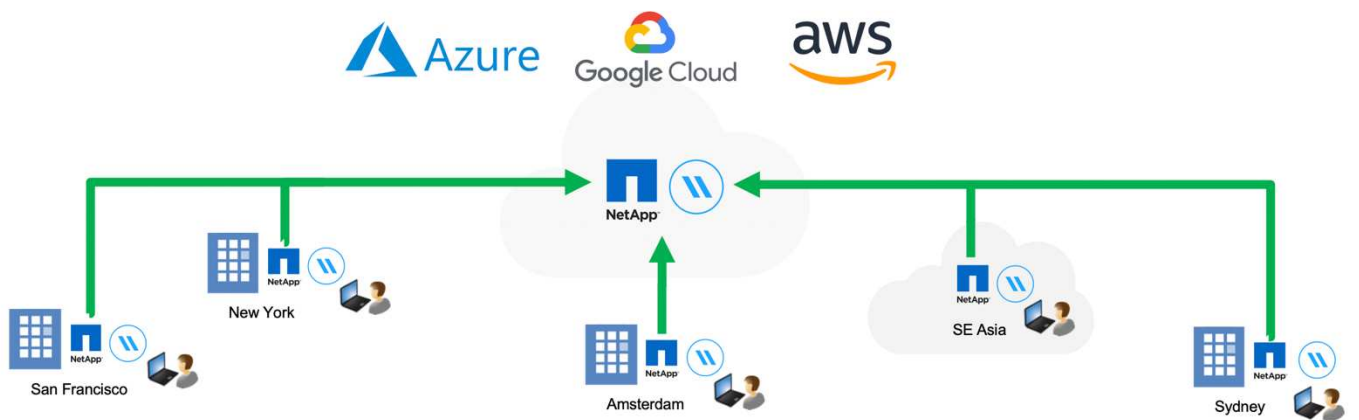 Azure
Google Cloud
aws
NetApp
NetApp
New York
NetApp
San Francisco
NetApp
Amsterdam
NetApp
SE Asia
NetApp
Sydney